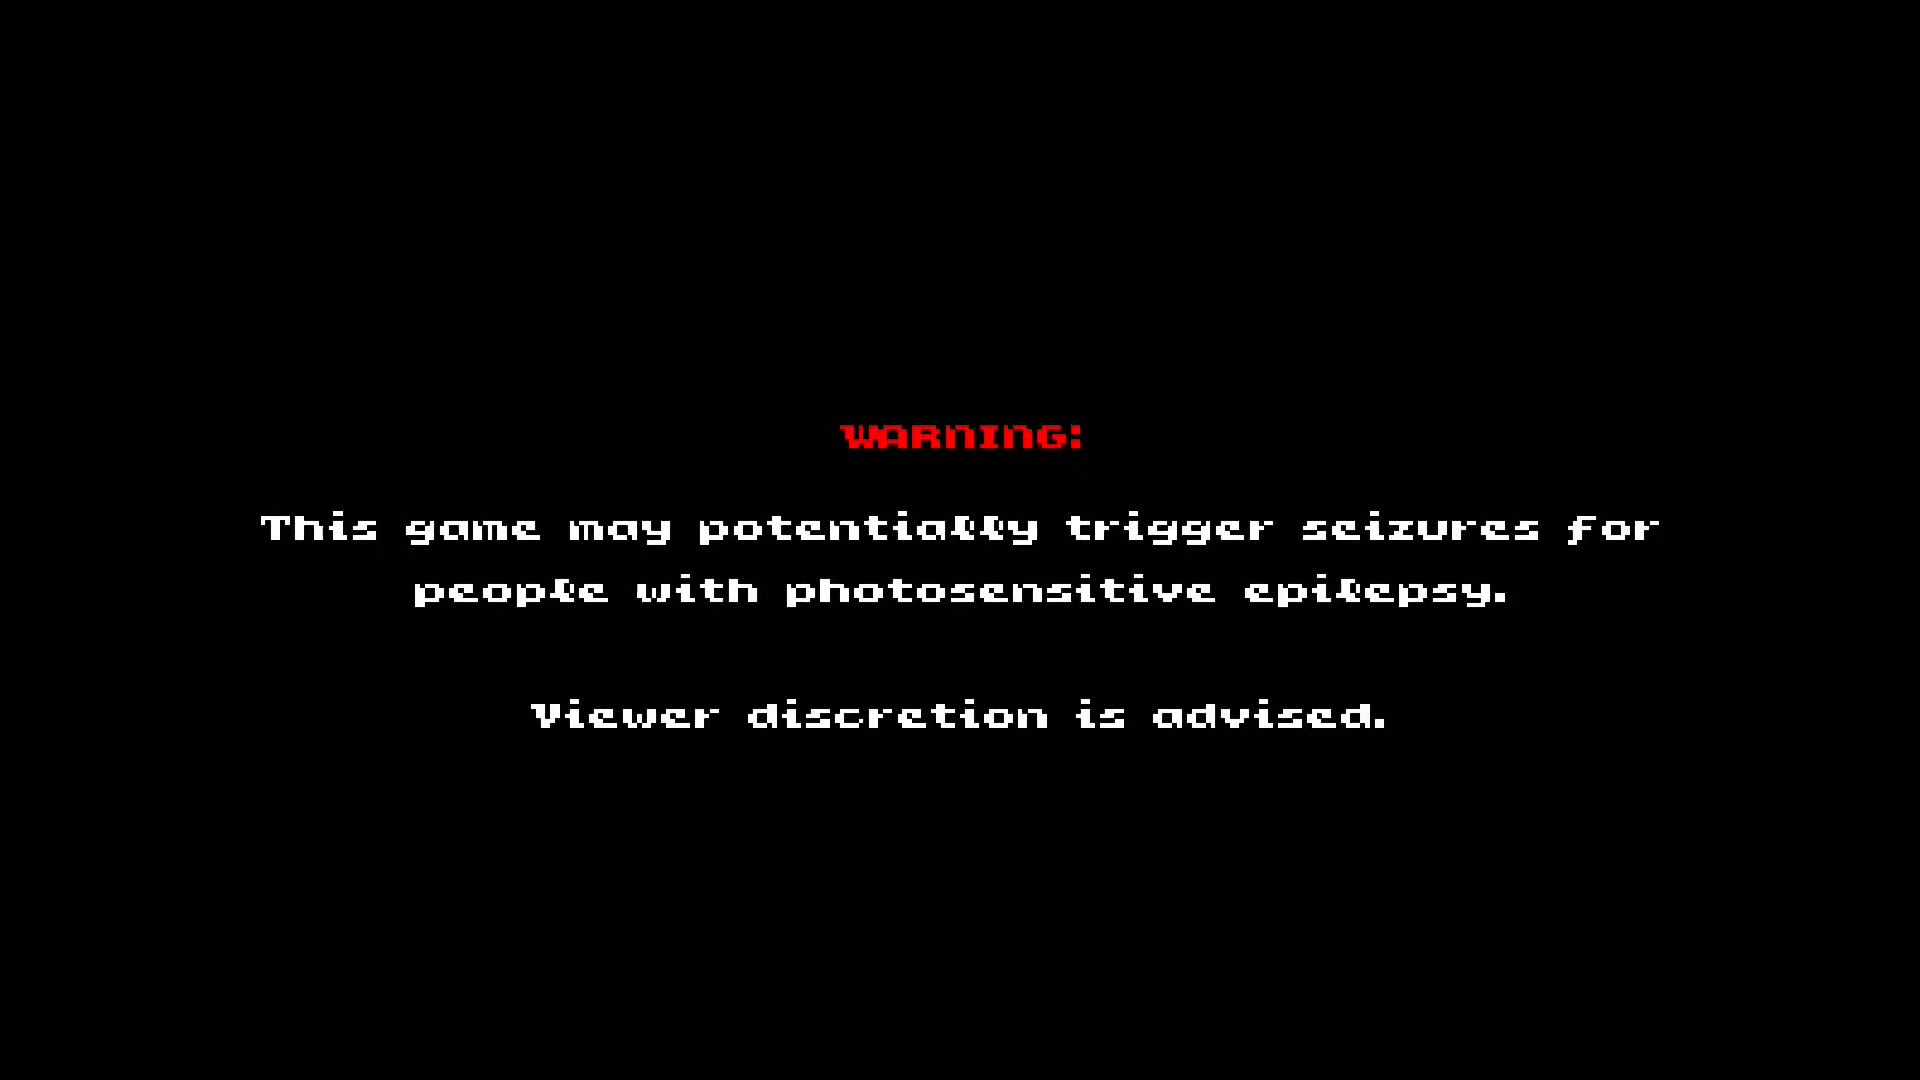 WARNING:
This game may potentially trigger seizures for
people with photosensitive epilepsy.
Viewer discretion is advised.